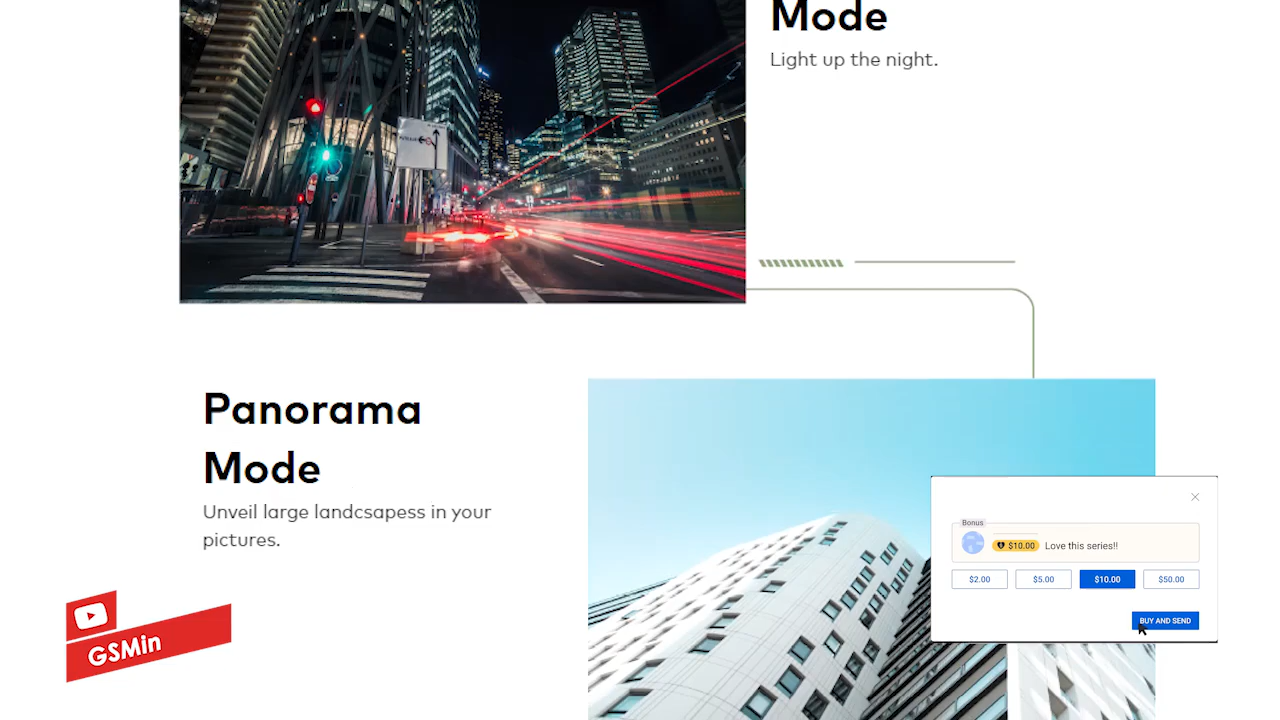 Mode
Light up the night.
Panorama
Mode
Unveil large landcsapess in your
pictures.
Bonus
$10.00 Love this series!!
$2.00 $5.00 $10.00 $50.00
BUY AND SEND
GSMin